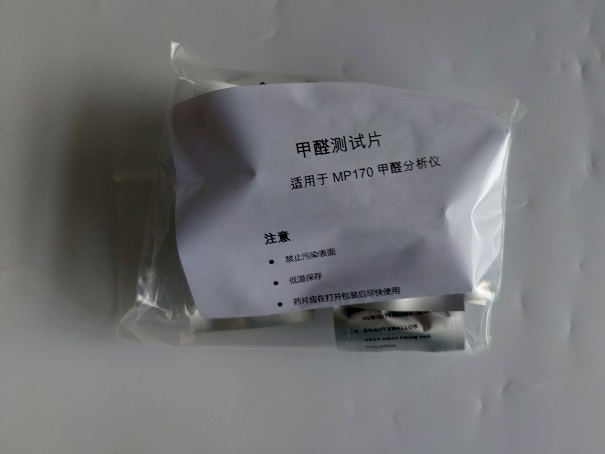 甲醛测试片
适用于 MP170 甲醛分析仪
注意
● 禁止污染表面
● 低温保存
● 药片应在打开包装后尽快使用
DO NOT SWALLOW